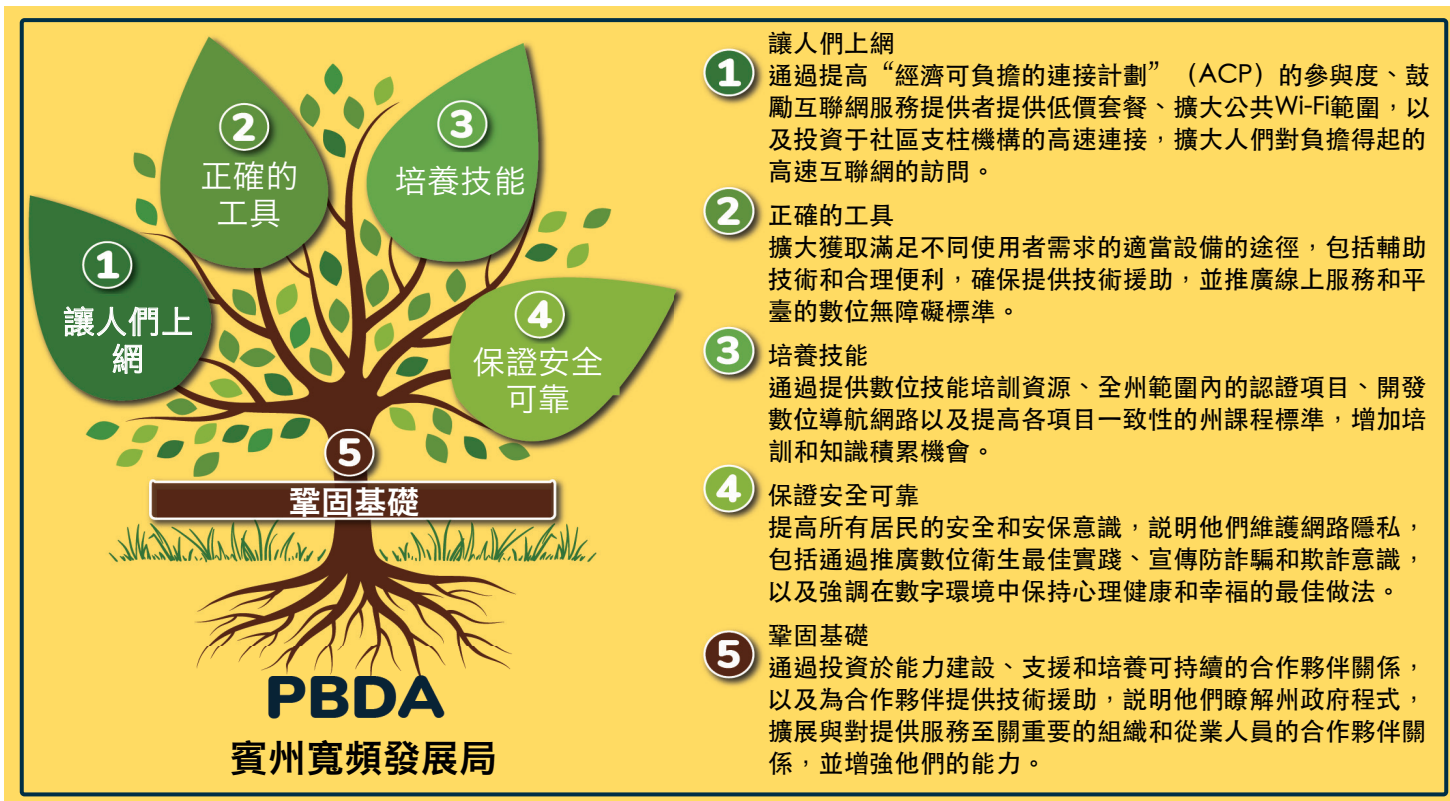 1
讓人們上
網
2
正確的
工具
3
培養技能
4
保證安全
可靠
5
鞏固基礎
PBDA
賓州寬頻發展局
1
讓人們上網
通過提高“經濟可負擔的連接計劃”（ACP）的參與度、鼓
勵互聯網服務提供者提供低價套餐、擴大公共Wi-Fi範圍，以
及投資于社區支柱機構的高速連接，擴大人們對負擔得起的
高速互聯網的訪問。
2
正確的工具
擴大獲取滿足不同使用者需求的適當設備的途徑，包括輔助
技術和合理便利，確保提供技術援助，並推廣線上服務和平
臺的數位無障礙標準。
3
培養技能
通過提供數位技能培訓資源、全州範圍內的認證項目、開發
數位導航網路以及提高各項目一致性的州課程標準，增加培
訓和知識積累機會。
4
保證安全可靠
提高所有居民的安全和安保意識，説明他們維護網路隱私，
包括通過推廣數位衛生最佳實踐、宣傳防詐騙和欺詐意識，
以及強調在數字環境中保持心理健康和幸福的最佳做法。
5
鞏固基礎
通過投資於能力建設、支援和培養可持續的合作夥伴關係，
以及為合作夥伴提供技術援助，説明他們瞭解州政府程式，
擴展與對提供服務至關重要的組織和從業人員的合作夥伴關
係，並增強他們的能力。